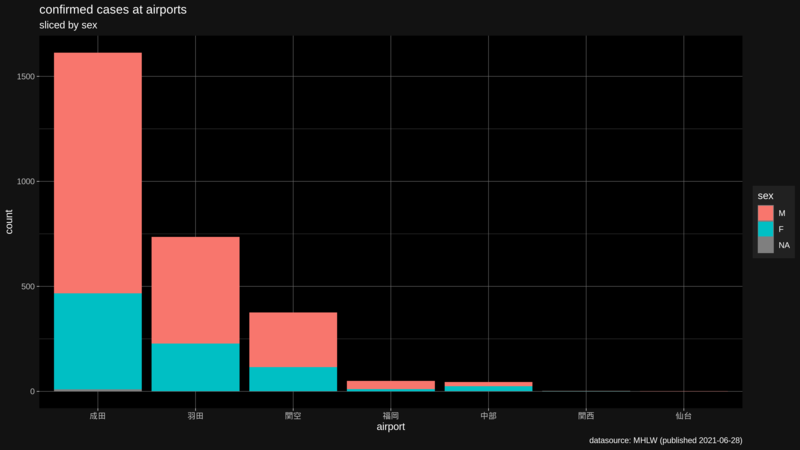 confirmed cases at airports
sliced by sex
count
1500
1000
500
0
成田 羽田 関空 福岡 中部 関西 仙台
airport
sex
M
F
NA
datasource: MHLW (published 2021-06-28)